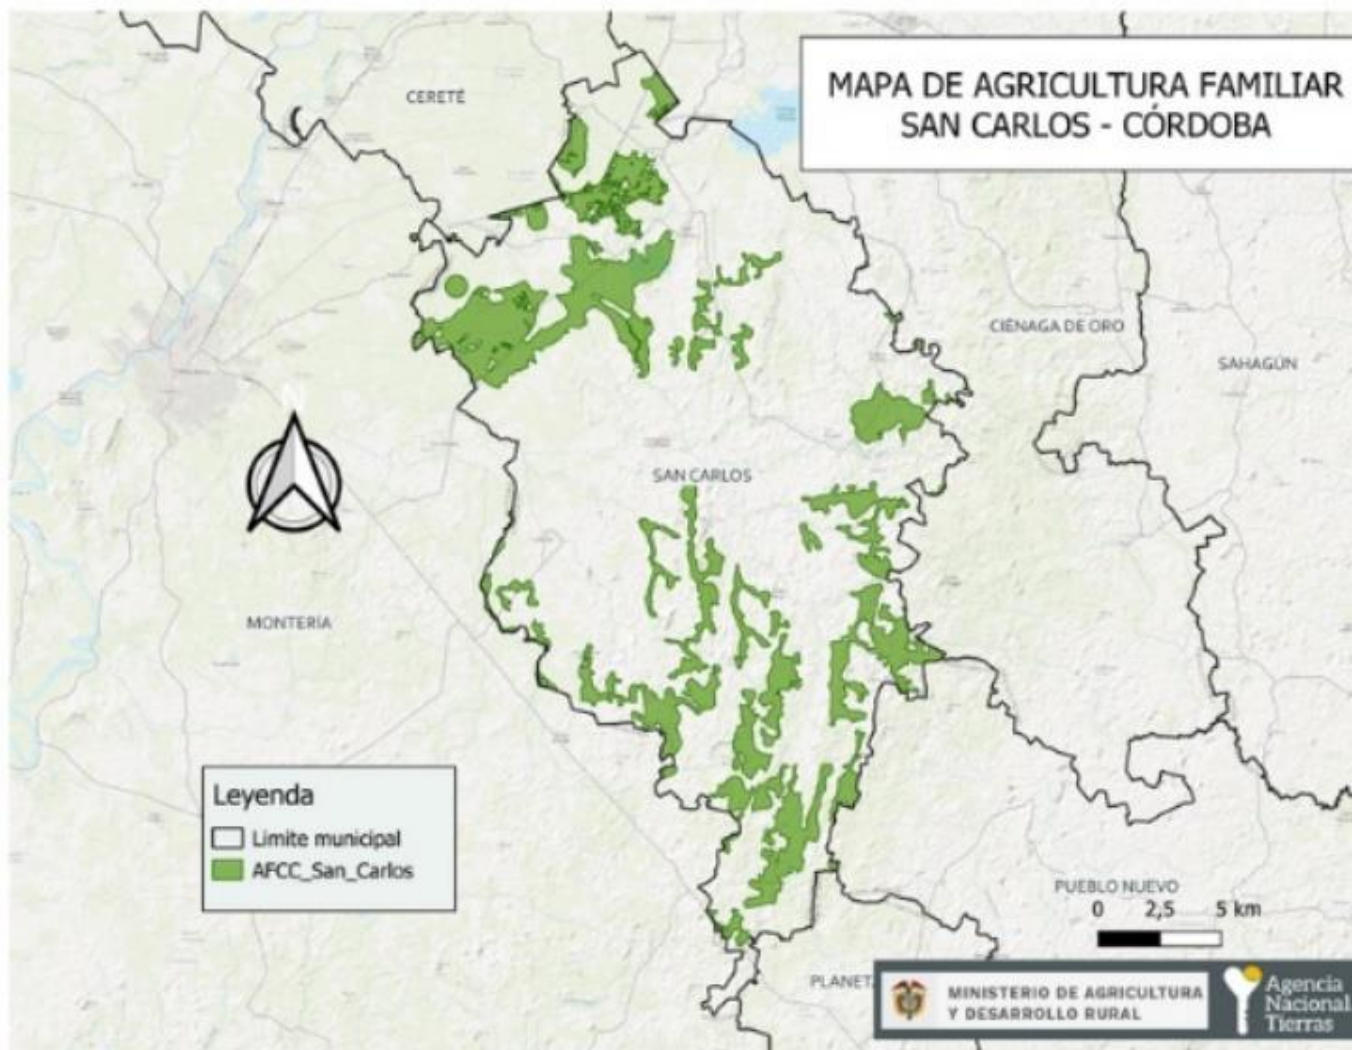 MAPA DE AGRICULTURA FAMILIAR
SAN CARLOS - CÓRDOBA
CERETÉ
CIÉNAGA DE ORO
SAHAGÚN
SAN CARLOS
MONTERÍA
Leyenda
Limite municipal
AFCC_San_Carlos
PUEBLO NUEVO
0 2,5 5 km
PLANET
MINISTERIO DE AGRICULTURA
Y DESARROLLO RURAL
Agencia
Nacional
Tierras